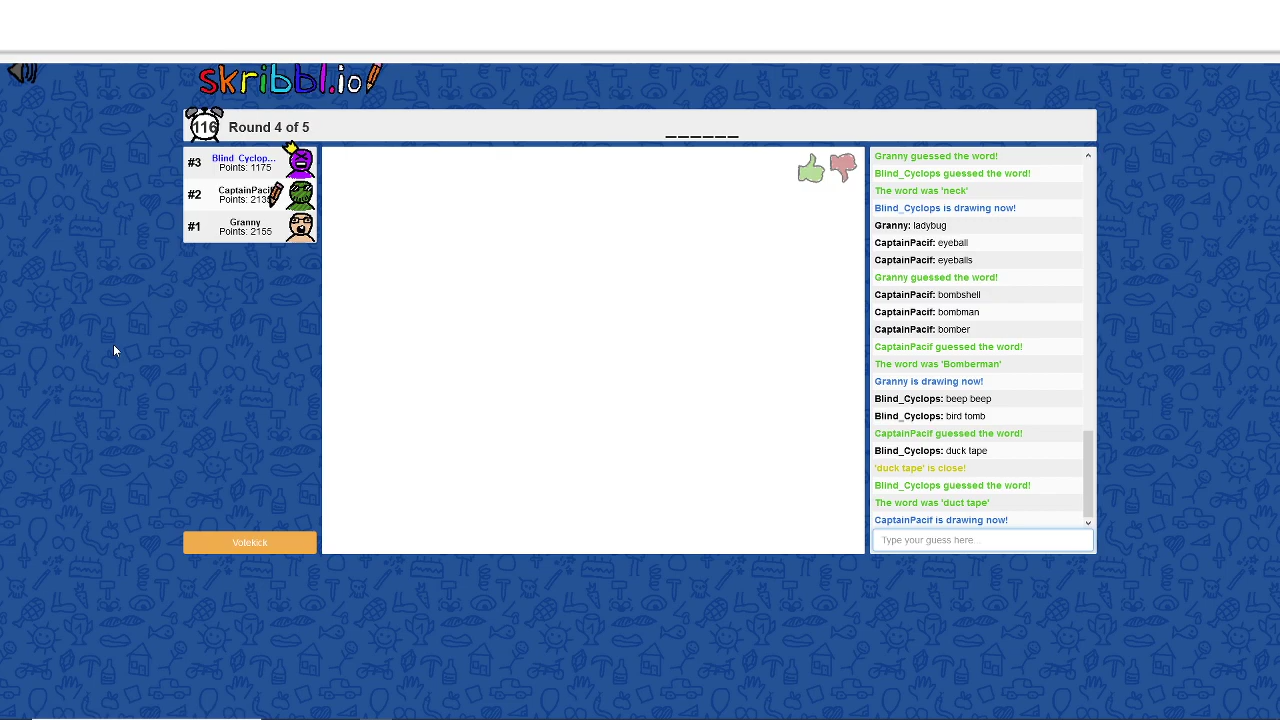 skribbl.io
116 Round 4 of 5 ______
#3 Blind_Cyclop...
Points: 1175
#2 CaptainPacif
Points: 213
#1 Granny
Points: 2155
Votekick
Granny guessed the word!
Blind_Cyclops guessed the word!
The word was 'neck'
Blind_Cyclops is drawing now!
Granny: ladybug
CaptainPacif: eyeball
CaptainPacif: eyeballs
Granny guessed the word!
CaptainPacif: bombshell
CaptainPacif: bombman
CaptainPacif: bomber
CaptainPacif guessed the word!
The word was 'Bomberman'
Granny is drawing now!
Blind_Cyclops: beep beep
Blind_Cyclops: bird tomb
CaptainPacif guessed the word!
Blind_Cyclops: duck tape
'duck tape' is close!
Blind_Cyclops guessed the word!
The word was 'duct tape'
CaptainPacif is drawing now!
Type your guess here...